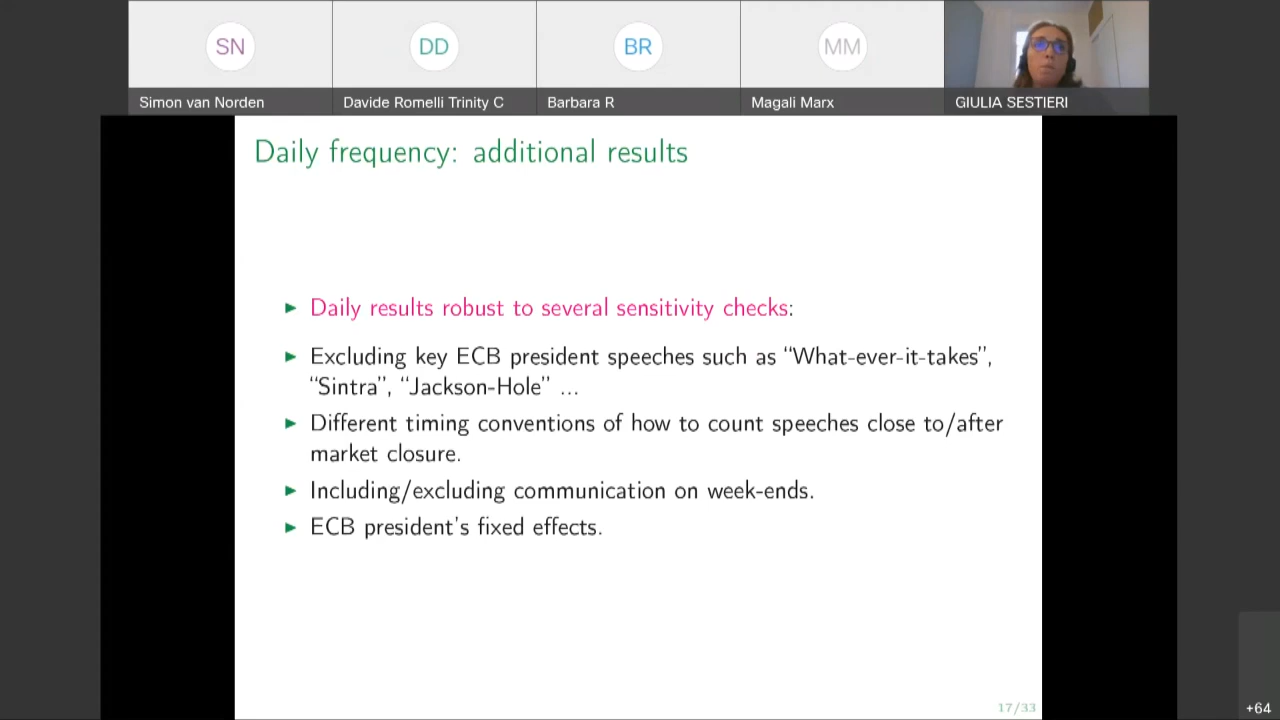 SN
DD
BR
MM
Simon van Norden
Davide Romelli Trinity C
Barbara R
Magali Marx
GIULIA SESTIERI
Daily frequency: additional results
Daily results robust to several sensitivity checks:
Excluding key ECB president speeches such as “What-ever-it-takes”,
“Sintra”, “Jackson-Hole” ...
Different timing conventions of how to count speeches close to/after
market closure.
Including/excluding communication on week-ends.
ECB president's fixed effects.
17/33
+64